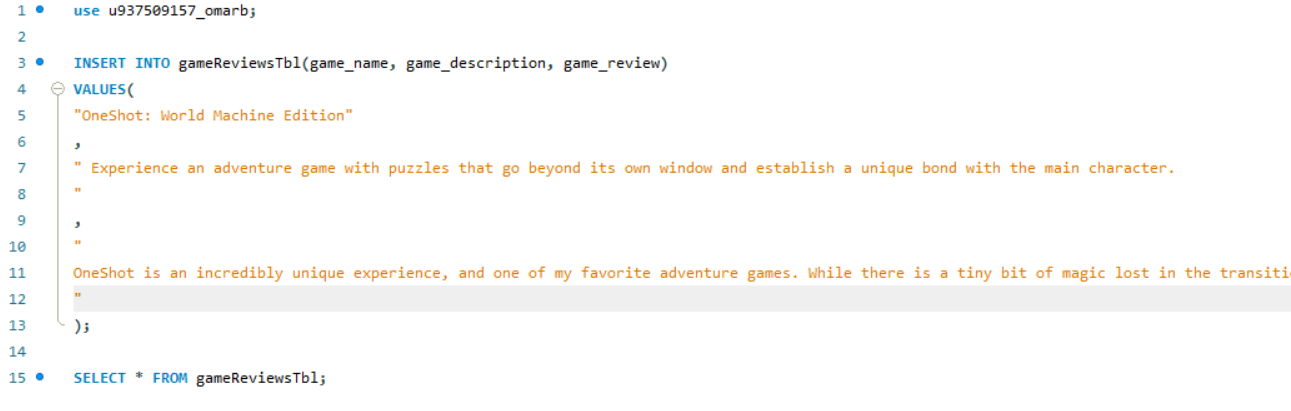 1 use u937509157_omarb;
2
3 INSERT INTO gameReviewsTbl(game_name, game_description, game_review)
4 VALUES(
5 "OneShot: World Machine Edition"
6 ,
7 " Experience an adventure game with puzzles that go beyond its own window and establish a unique bond with the main character.
8 "
9 ,
10 "
11 OneShot is an incredibly unique experience, and one of my favorite adventure games. While there is a tiny bit of magic lost in the
12 "
13 );
14
15 SELECT * FROM gameReviewsTbl;